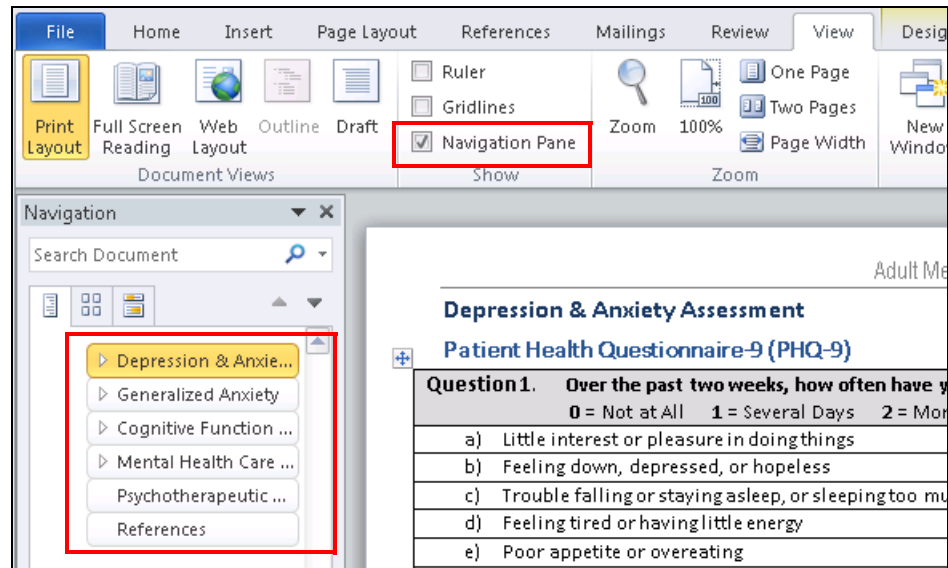 File Home Insert Page Layout References Mailings Review View Desig
Ruler
Gridlines
Navigation Pane
One Page
Two Pages
Page Width
Print Layout
Full Screen Reading
Web Layout
Outline
Draft
Zoom
100%
100
New Windo
Document Views Show Zoom
Navigation
Search Document
Depression & Anxie...
Generalized Anxiety
Cognitive Function ...
Mental Health Care ...
Psychotherapeutic ...
References
Adult Me
Depression & Anxiety Assessment
Patient Health Questionnaire-9 (PHQ-9)
Question 1. Over the past two weeks, how often have y
0 = Not at All 1 = Several Days 2 = Mor
a) Little interest or pleasure in doing things
b) Feeling down, depressed, or hopeless
c) Trouble falling or staying asleep, or sleeping too mu
d) Feeling tired or having little energy
e) Poor appetite or overeating